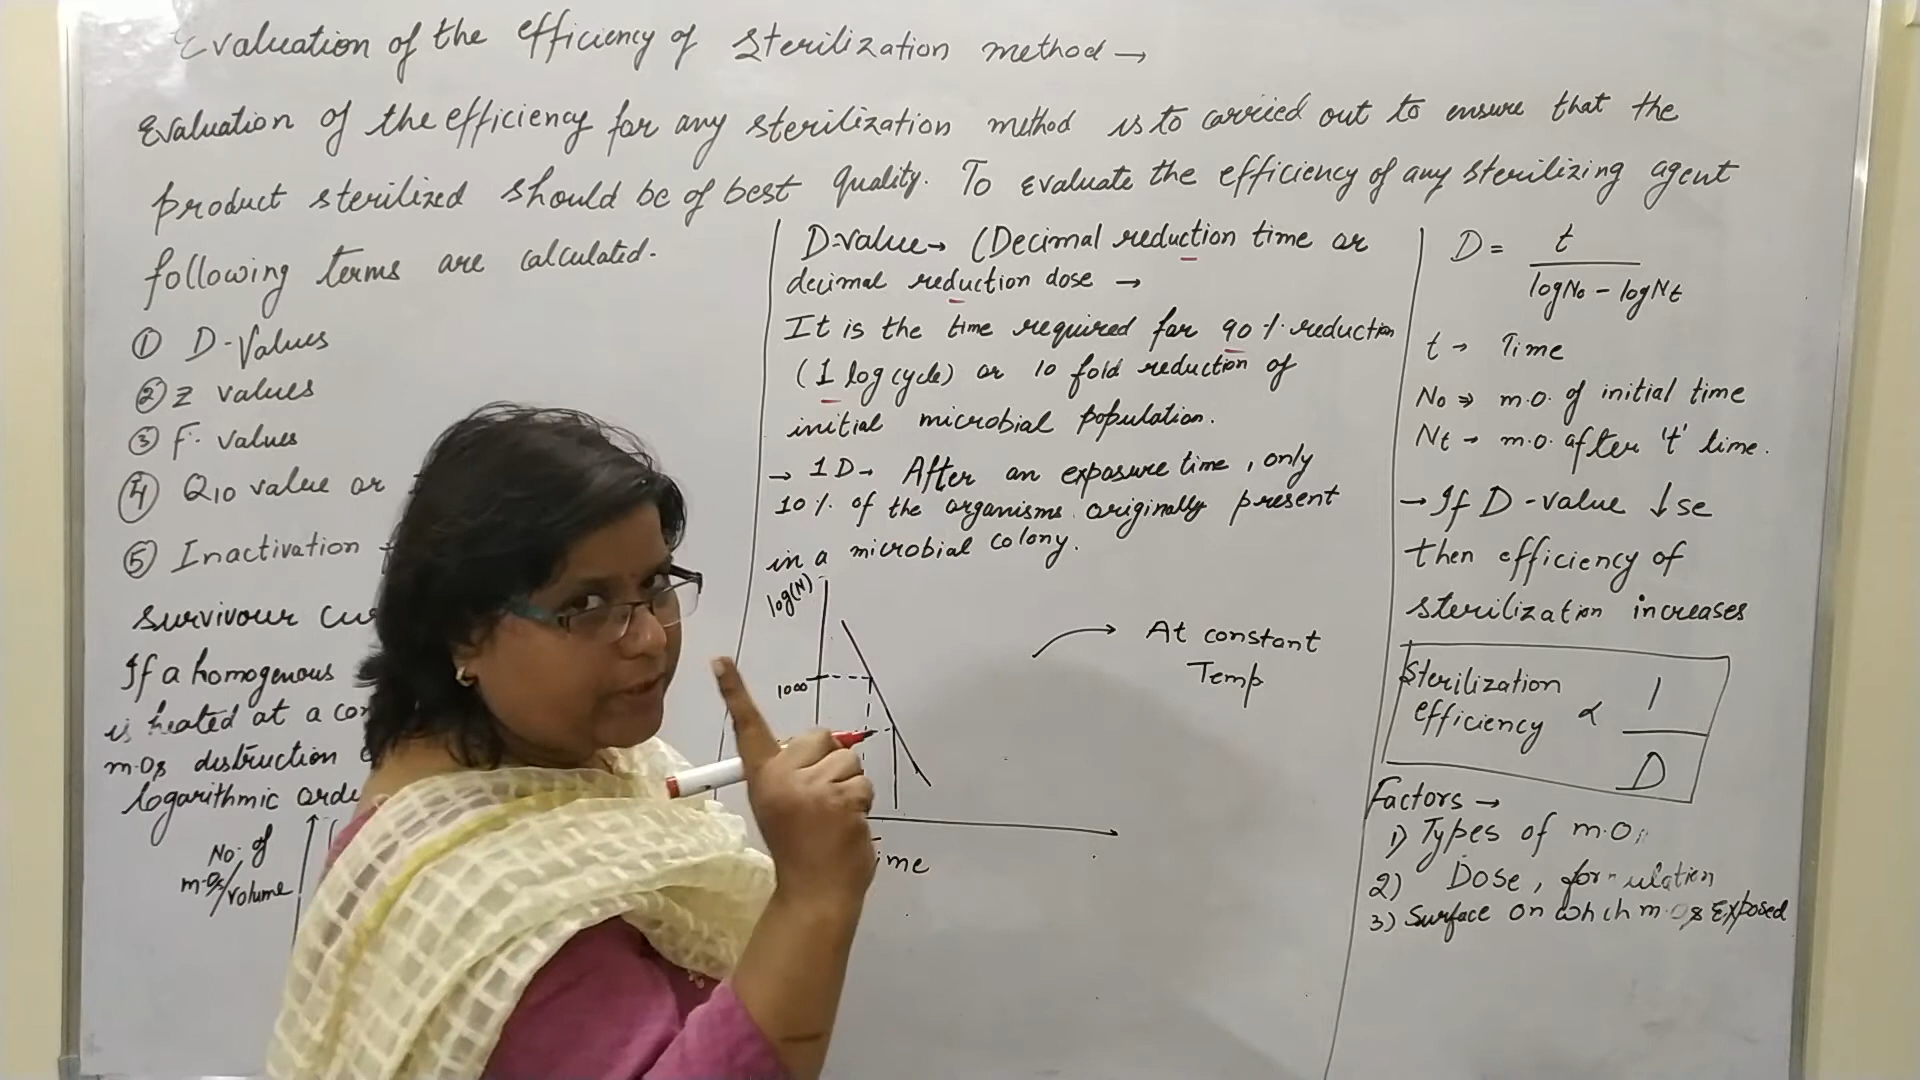 Evaluation of the efficiency of Sterilization method →
Evaluation of the efficiency for any sterilization method is to carried out to ensure that the
product sterilized should be of best quality. To evaluate the efficiency of any sterilizing agent
following terms are calculated.
① D-Values
② Z values
③ F. values
④ Q10 value or
⑤ Inactivation
Survivour
If a homogenous
is heated at a
m.Os distruction
logarithmic
No. of
m.Os/volume
D-value → (Decimal reduction time or
decimal reduction dose →
It is the time required for 90% reduction
(1 log cycle) or 10 fold reduction of
initial microbial population.
→ 1D → After an exposure time, only
10% of the organisms originally present
in a microbial colony.
log(N)
1000
At constant
Temp
D = t / logNo - logNt
t → Time
No ⇒ m.o. of initial time
Nt → m.o. after 't' time.
→ If D-value ↓se
then efficiency of
sterilization increases
Sterilization
efficiency ∝ 1 / D
Factors →
1) Types of m.O
2) Dose, formulation
3) Surface on which m.Os Exposed